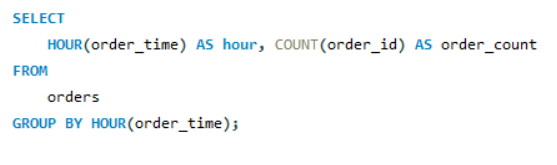 SELECT
    HOUR(order_time) AS hour, COUNT(order_id) AS order_count
FROM
    orders
GROUP BY HOUR(order_time);